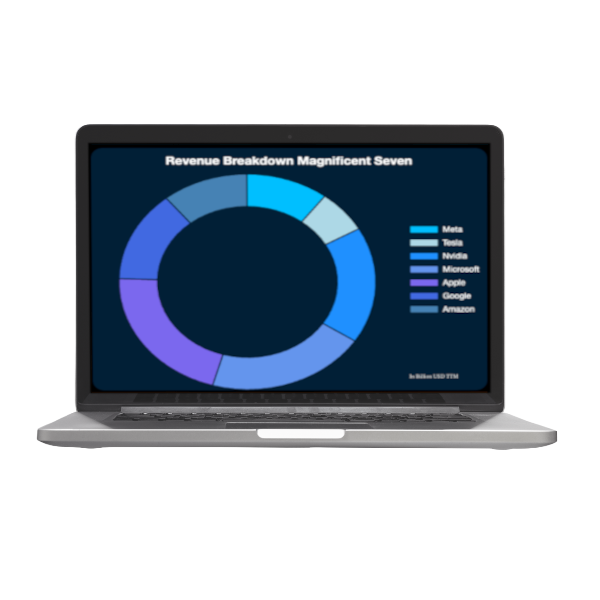 Revenue Breakdown Magnificent Seven
Meta
Tesla
Nvidia
Microsoft
Apple
Google
Amazon
In Billion USD TTM